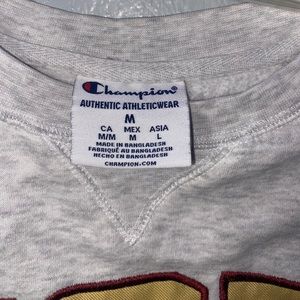 Champion
AUTHENTIC ATHLETICWEAR
M
CA MEX ASIA
M/M M L
MADE IN BANGLADESH
FABRIQUÉ AU BANGLADESH
HECHO EN BANGLADESH
CHAMPION.COM